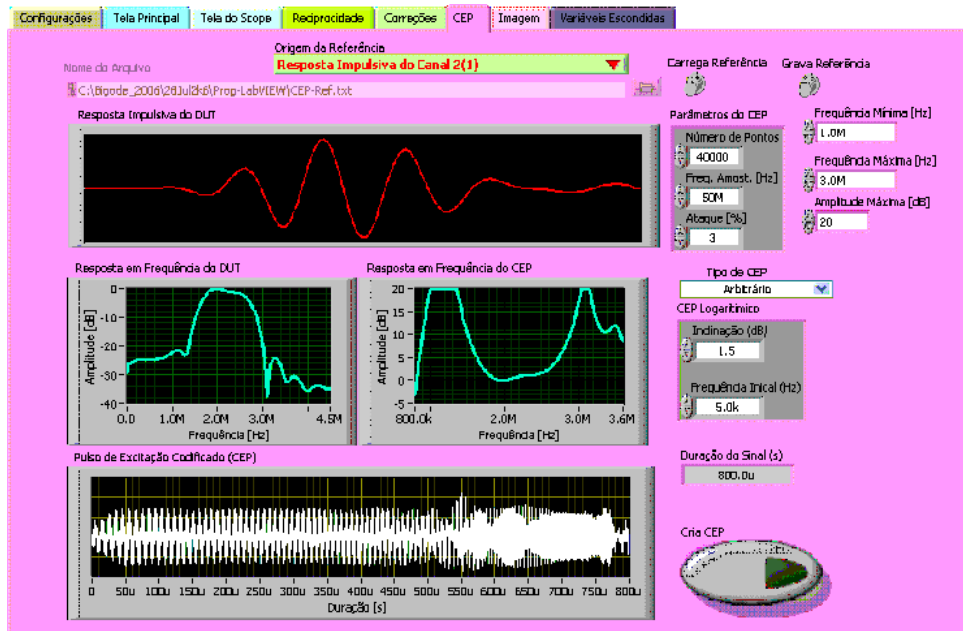 Configurações Tela Principal Tela do Scope Reciprocidade Correções CEP Imagem Variáveis Escondidas
Origem da Referência
Nome do Arquivo
Resposta Impulsiva do Canal 2(1)
Carrega Referência Grava Referência
C:\Bigode_2006\26Jul2k6\Prog-LabVIEW\CEP-Ref.txt
Resposta Impulsiva do DUT
Parâmetros do CEP
Número de Pontos
40000
Freq. Amost. [Hz]
50M
Ataque [%]
3
Frequência Mínima [Hz]
1.0M
Frequência Máxima [Hz]
3.0M
Amplitude Máxima [dB]
20
Resposta em Frequência do DUT
Amplitude [dB]
0
-10
-20
-30
-40
0.0 1.0M 2.0M 3.0M 4.5M
Frequência [Hz]
Resposta em Frequência do CEP
Amplitude [dB]
20
15
10
5
0
-5
800.0k 2.0M 3.0M 3.6M
Frequência [Hz]
Tipo de CEP
Arbitrário
CEP Logaritimico
Inclinação (dB)
1.5
Frequência Inical (Hz)
5.0k
Pulso de Excitação Codificado (CEP)
0 50u 100u 150u 200u 250u 300u 350u 400u 450u 500u 550u 600u 650u 700u 750u 800u
Duração [s]
Duração do Sinal (s)
800.0u
Cria CEP